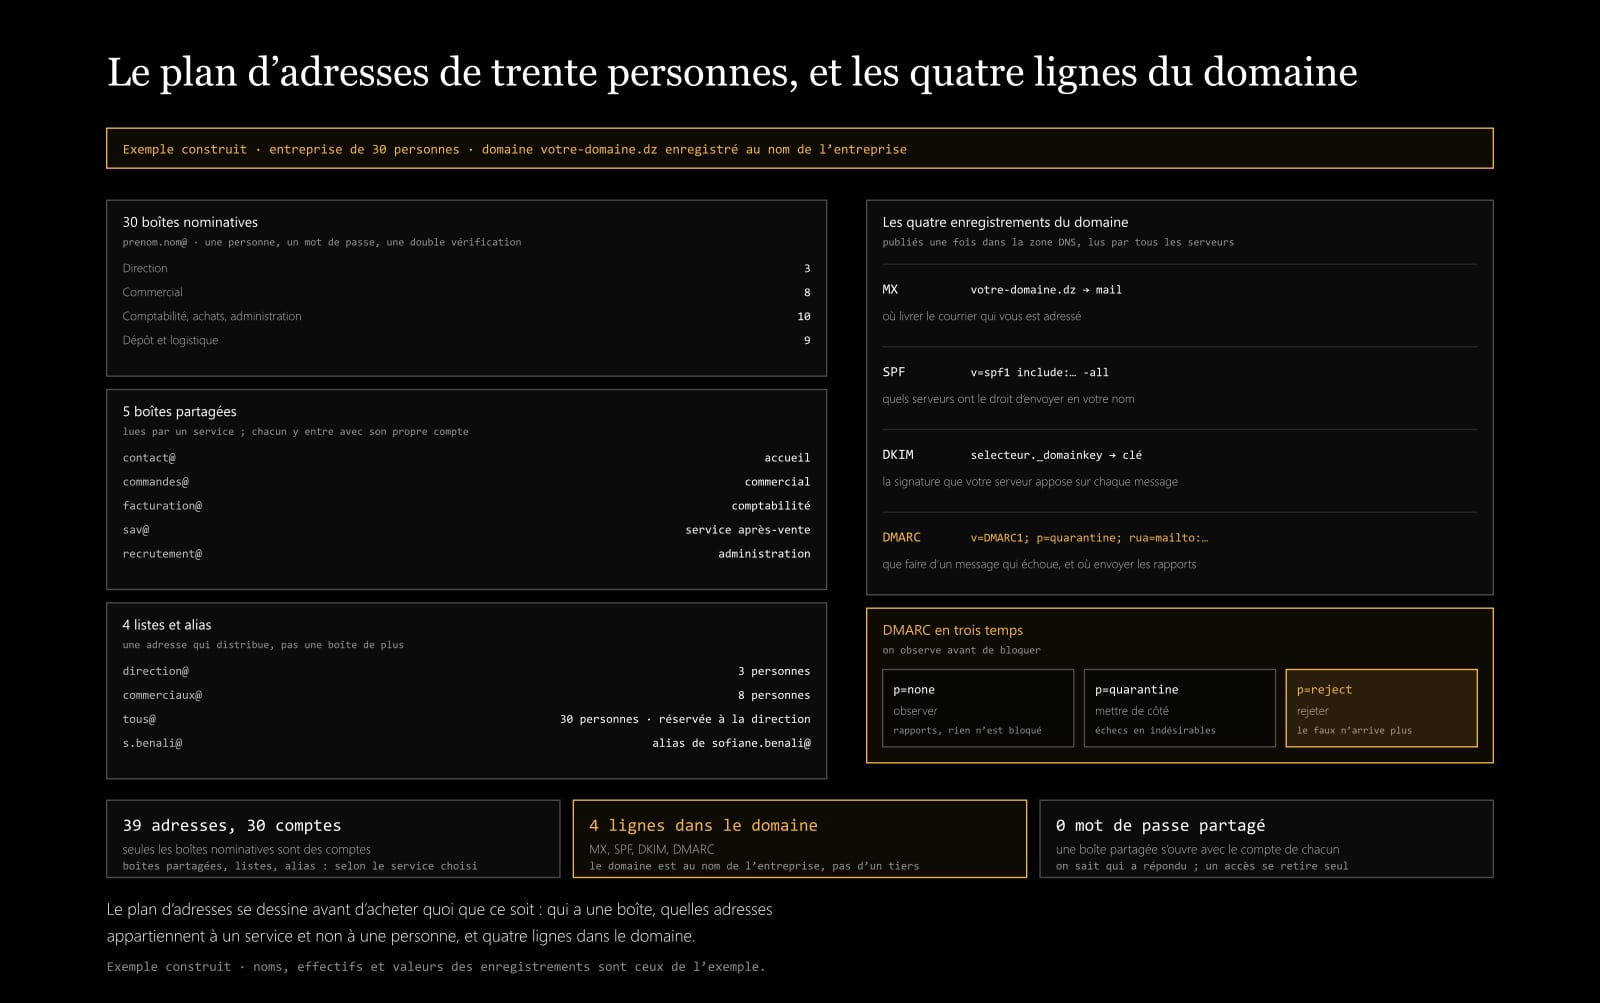 Le plan d’adresses de trente personnes, et les quatre lignes du domaine
Exemple construit · entreprise de 30 personnes · domaine votre-domaine.dz enregistré au nom de l’entreprise
30 boîtes nominatives
prenom.nom@ · une personne, un mot de passe, une double vérification
Direction 3
Commercial 8
Comptabilité, achats, administration 10
Dépôt et logistique 9
5 boîtes partagées
lues par un service ; chacun y entre avec son propre compte
contact@ accueil
commandes@ commercial
facturation@ comptabilité
sav@ service après-vente
recrutement@ administration
4 listes et alias
une adresse qui distribue, pas une boîte de plus
direction@ 3 personnes
commerciaux@ 8 personnes
tous@ 30 personnes · réservée à la direction
s.benali@ alias de sofiane.benali@
Les quatre enregistrements du domaine
publiés une fois dans la zone DNS, lus par tous les serveurs
MX votre-domaine.dz → mail
où livrer le courrier qui vous est adressé
SPF v=spf1 include:… -all
quels serveurs ont le droit d’envoyer en votre nom
DKIM selecteur._domainkey → clé
la signature que votre serveur appose sur chaque message
DMARC v=DMARC1; p=quarantine; rua=mailto:…
que faire d’un message qui échoue, et où envoyer les rapports
DMARC en trois temps
on observe avant de bloquer
p=none
observer
rapports, rien n’est bloqué
p=quarantine
mettre de côté
échecs en indésirables
p=reject
rejeter
le faux n’arrive plus
39 adresses, 30 comptes
seules les boîtes nominatives sont des comptes
boîtes partagées, listes, alias : selon le service choisi
4 lignes dans le domaine
MX, SPF, DKIM, DMARC
le domaine est au nom de l’entreprise, pas d’un tiers
0 mot de passe partagé
une boîte partagée s’ouvre avec le compte de chacun
on sait qui a répondu ; un accès se retire seul
Le plan d’adresses se dessine avant d’acheter quoi que ce soit : qui a une boîte, quelles adresses
appartiennent à un service et non à une personne, et quatre lignes dans le domaine.
Exemple construit · noms, effectifs et valeurs des enregistrements sont ceux de l’exemple.